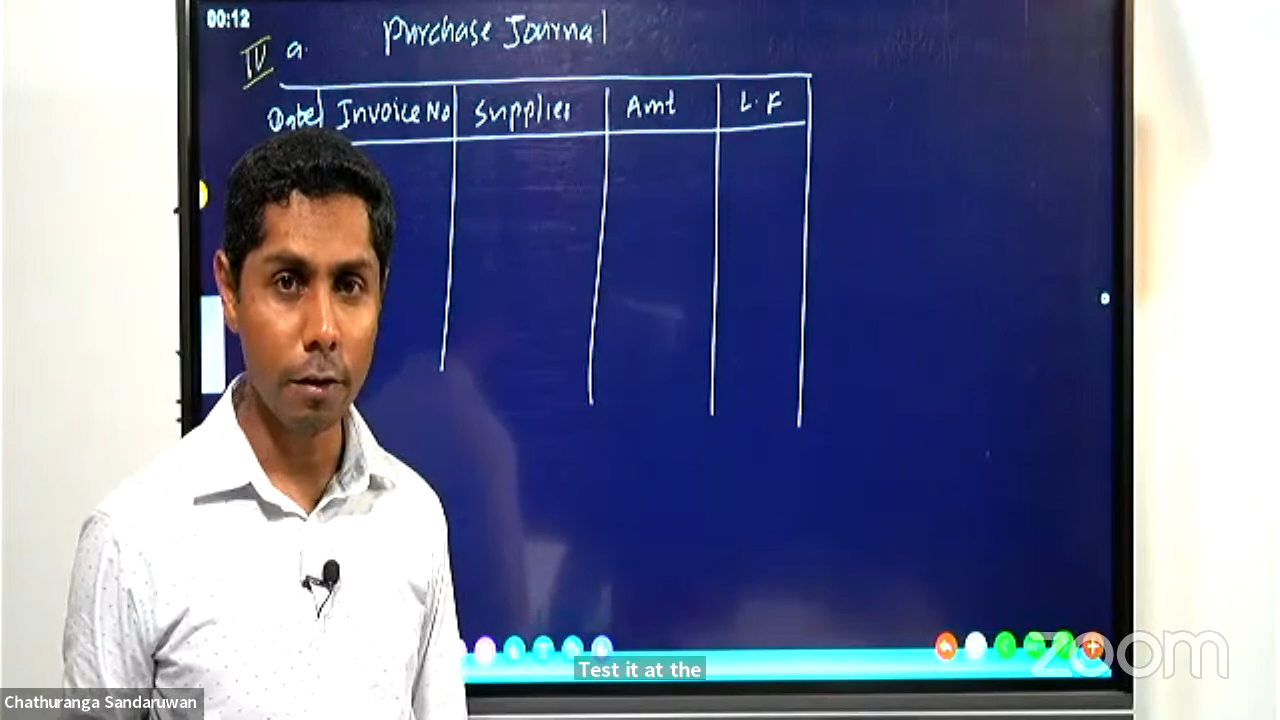 00:12
IV a. Purchase Journal
Date Invoice No Supplier Amt L.F
zoom
Test it at the
Chathuranga Sandaruwan